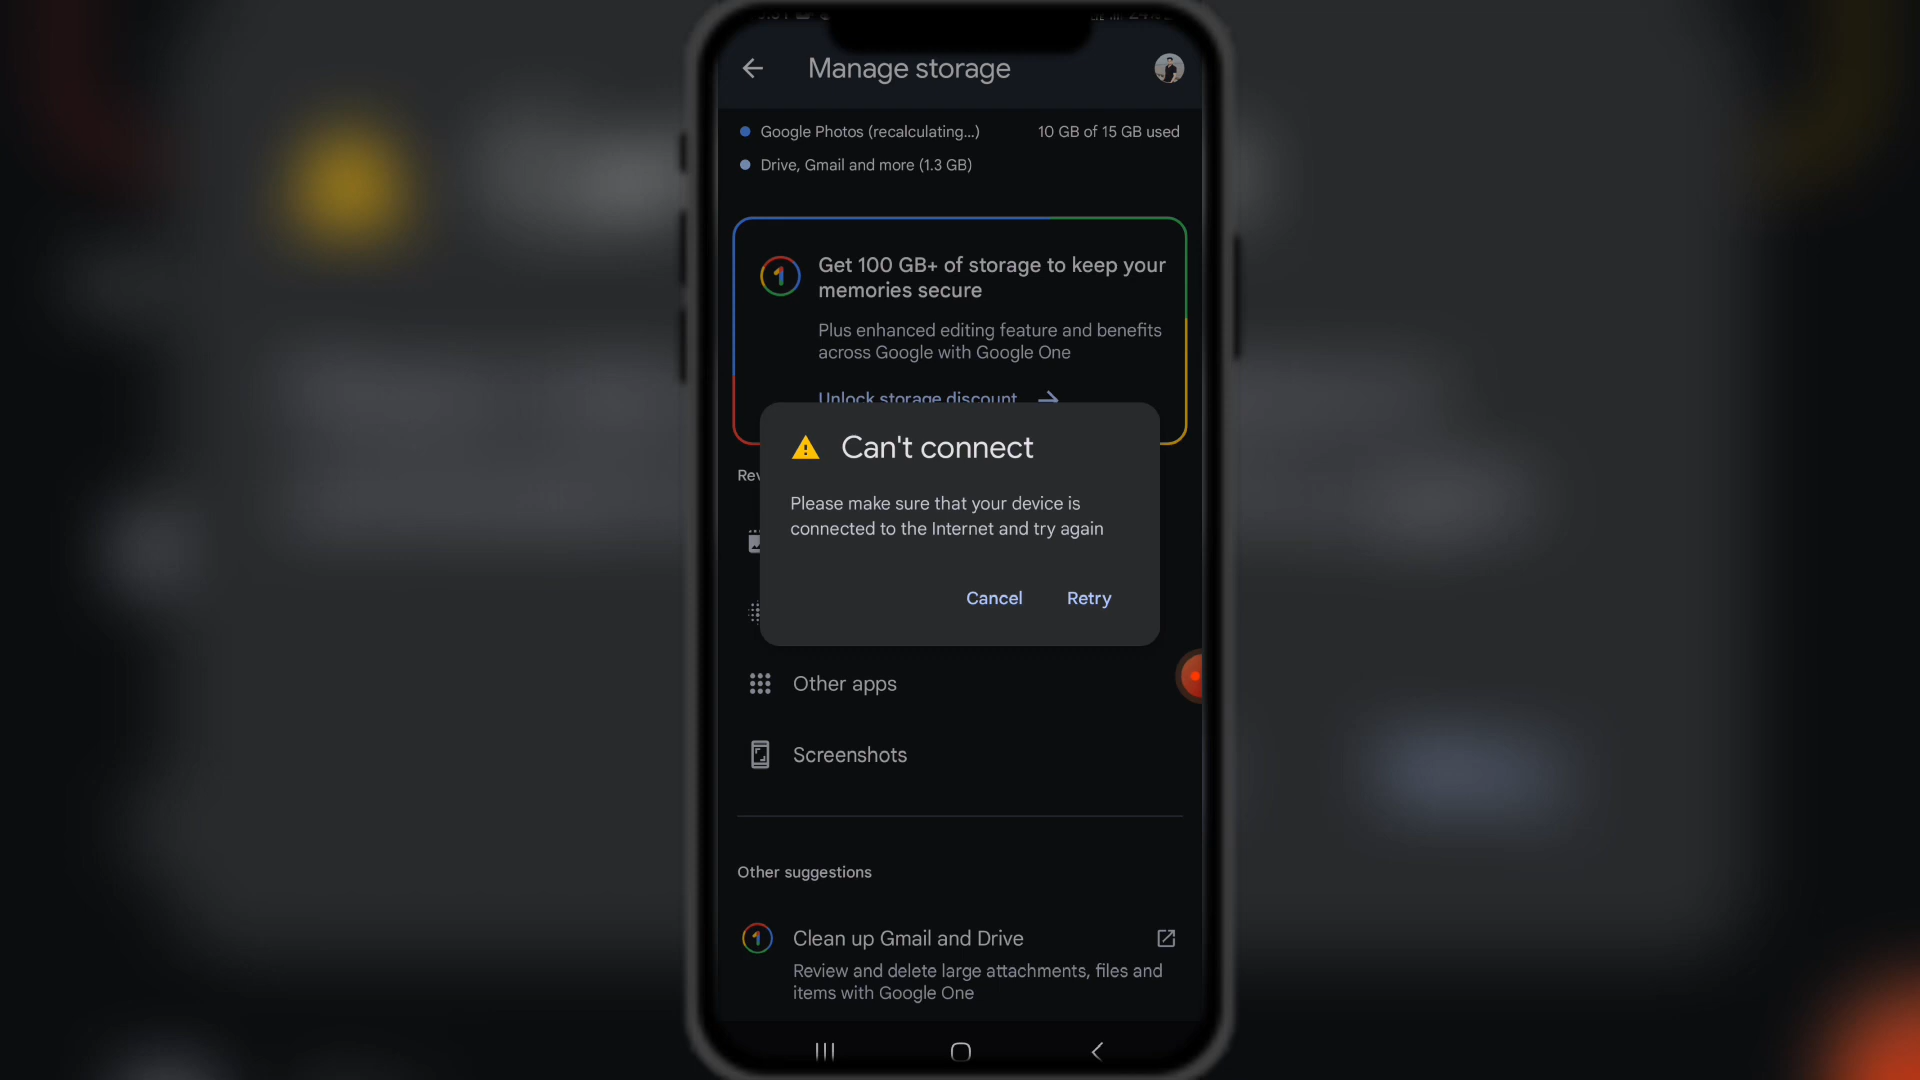 Manage storage
Google Photos (recalculating...) 10 GB of 15 GB used
Drive, Gmail and more (1.3 GB)
Get 100 GB+ of storage to keep your
memories secure
Plus enhanced editing feature and benefits
across Google with Google One
Unlock storage discount
Can't connect
Rev
Please make sure that your device is
connected to the Internet and try again
Cancel Retry
Other apps
Screenshots
Other suggestions
Clean up Gmail and Drive
Review and delete large attachments, files and
items with Google One